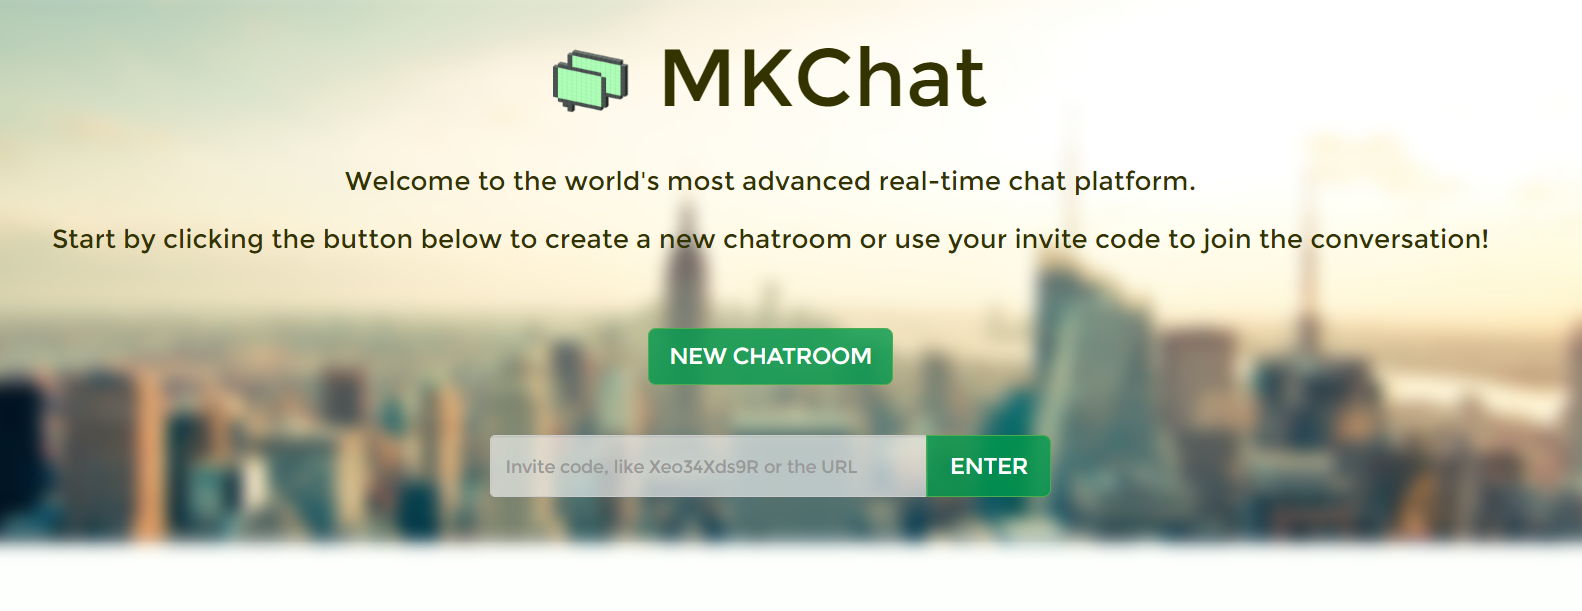 MKChat
Welcome to the world's most advanced real-time chat platform.
Start by clicking the button below to create a new chatroom or use your invite code to join the conversation!
NEW CHATROOM
Invite code, like Xeo34Xds9R or the URL
ENTER